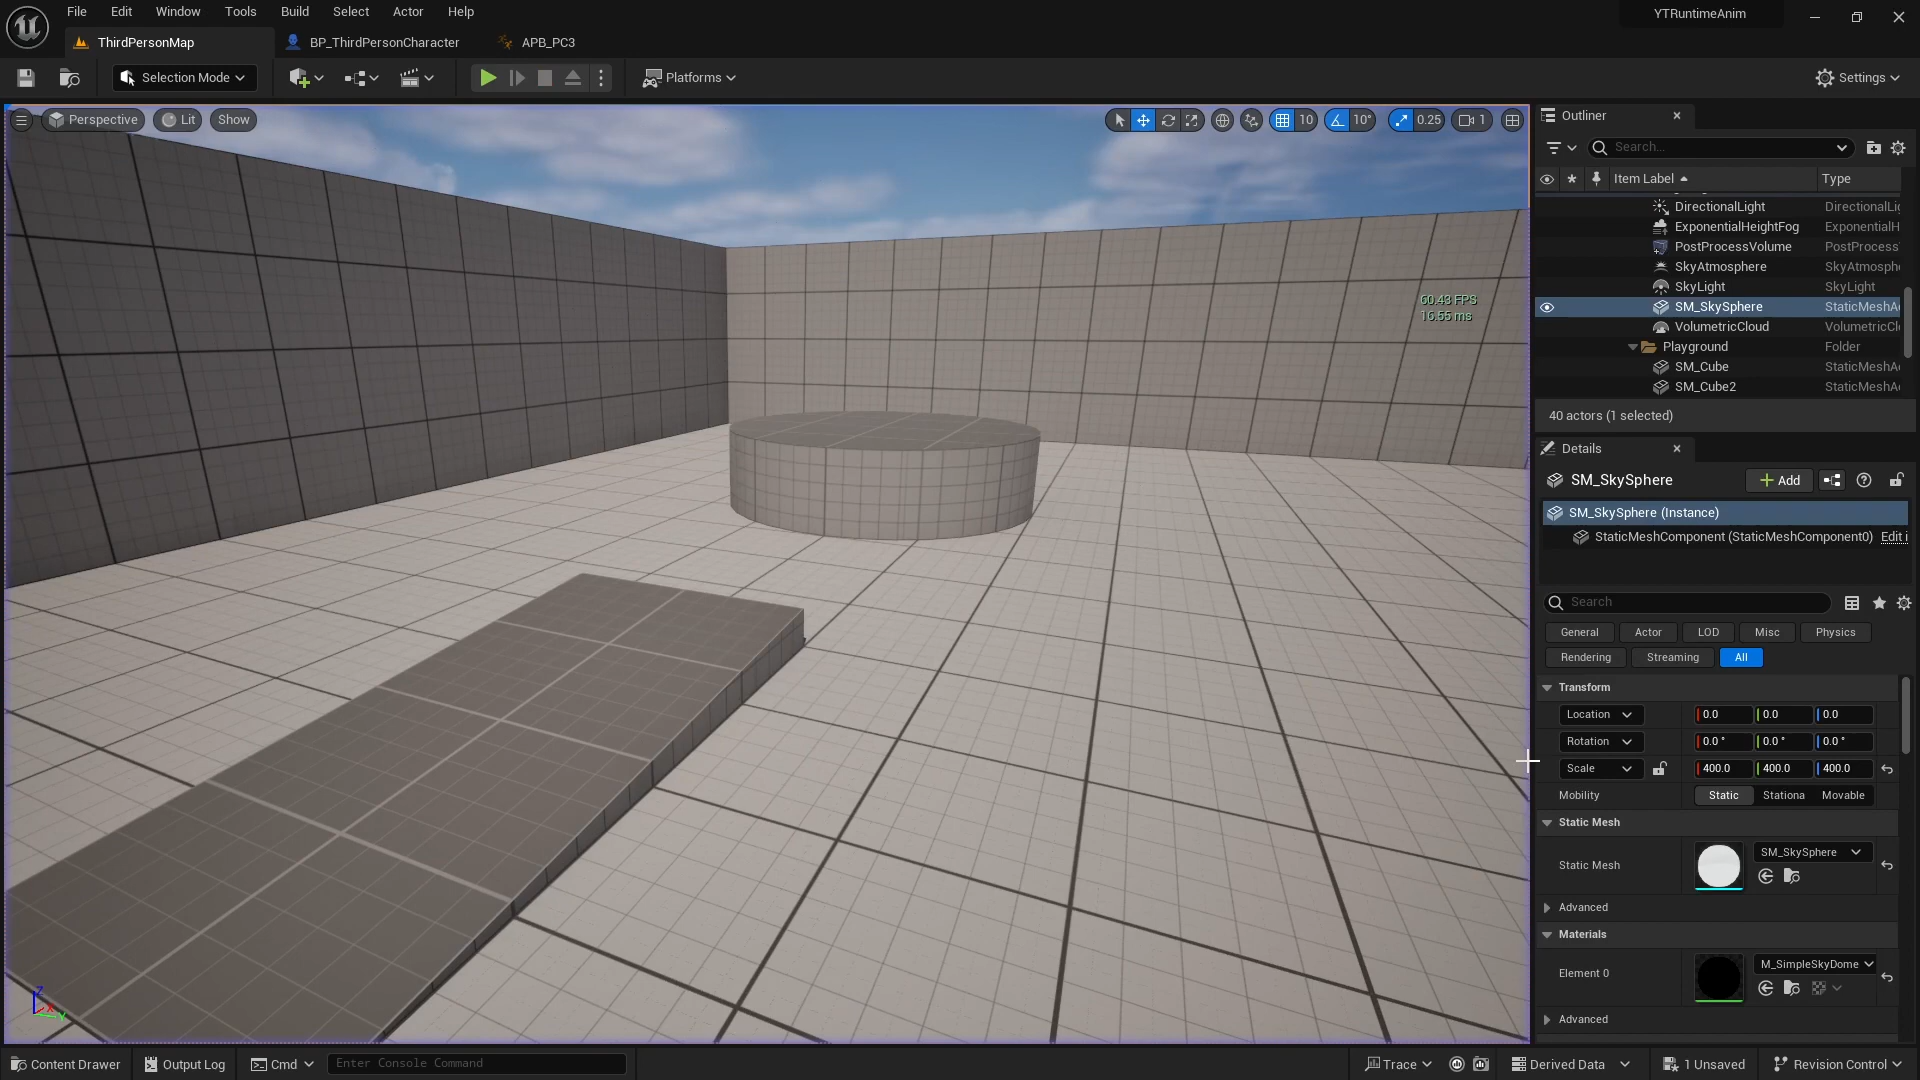 File Edit Window Tools Build Select Actor Help
YTRuntimeAnim
ThirdPersonMap BP_ThirdPersonCharacter APB_PC3
Selection Mode Platforms Settings
Perspective Lit Show 10 10° 0.25 1
60.43 FPS
16.55 ms
Outliner
Search...
Item Label Type
DirectionalLight DirectionalLig
ExponentialHeightFog ExponentialH
PostProcessVolume PostProcess
SkyAtmosphere SkyAtmosph
SkyLight SkyLight
SM_SkySphere StaticMeshA
VolumetricCloud VolumetricCl
Playground Folder
SM_Cube StaticMeshA
SM_Cube2 StaticMeshA
40 actors (1 selected)
Details
SM_SkySphere Add
SM_SkySphere (Instance)
StaticMeshComponent (StaticMeshComponent0) Edit i
Search
General Actor LOD Misc Physics
Rendering Streaming All
Transform
Location 0.0 0.0 0.0
Rotation 0.0 ° 0.0 ° 0.0 °
Scale 400.0 400.0 400.0
Mobility Static Stationa Movable
Static Mesh
Static Mesh SM_SkySphere
Advanced
Materials
Element 0 M_SimpleSkyDome
Advanced
Z
X
Y
Content Drawer Output Log Cmd Enter Console Command Trace Derived Data 1 Unsaved Revision Control